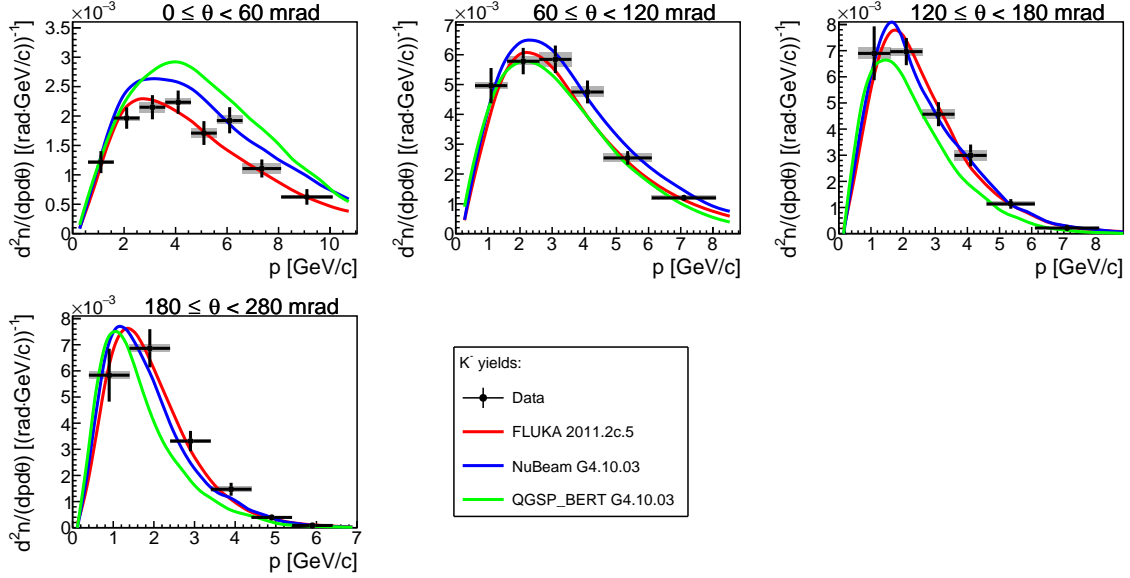 ×10⁻³ 0 ≤ θ < 60 mrad
d²n/(dpdθ) [(rad·GeV/c))⁻¹]
3.5
3
2.5
2
1.5
1
0.5
0
0 2 4 6 8 10
p [GeV/c]
×10⁻³ 60 ≤ θ < 120 mrad
d²n/(dpdθ) [(rad·GeV/c))⁻¹]
7
6
5
4
3
2
1
0
0 1 2 3 4 5 6 7 8
p [GeV/c]
×10⁻³ 120 ≤ θ < 180 mrad
d²n/(dpdθ) [(rad·GeV/c))⁻¹]
8
7
6
5
4
3
2
1
0
0 1 2 3 4 5 6 7 8
p [GeV/c]
×10⁻³ 180 ≤ θ < 280 mrad
d²n/(dpdθ) [(rad·GeV/c))⁻¹]
8
7
6
5
4
3
2
1
0
0 1 2 3 4 5 6 7
p [GeV/c]
K⁻ yields:
Data
FLUKA 2011.2c.5
NuBeam G4.10.03
QGSP_BERT G4.10.03